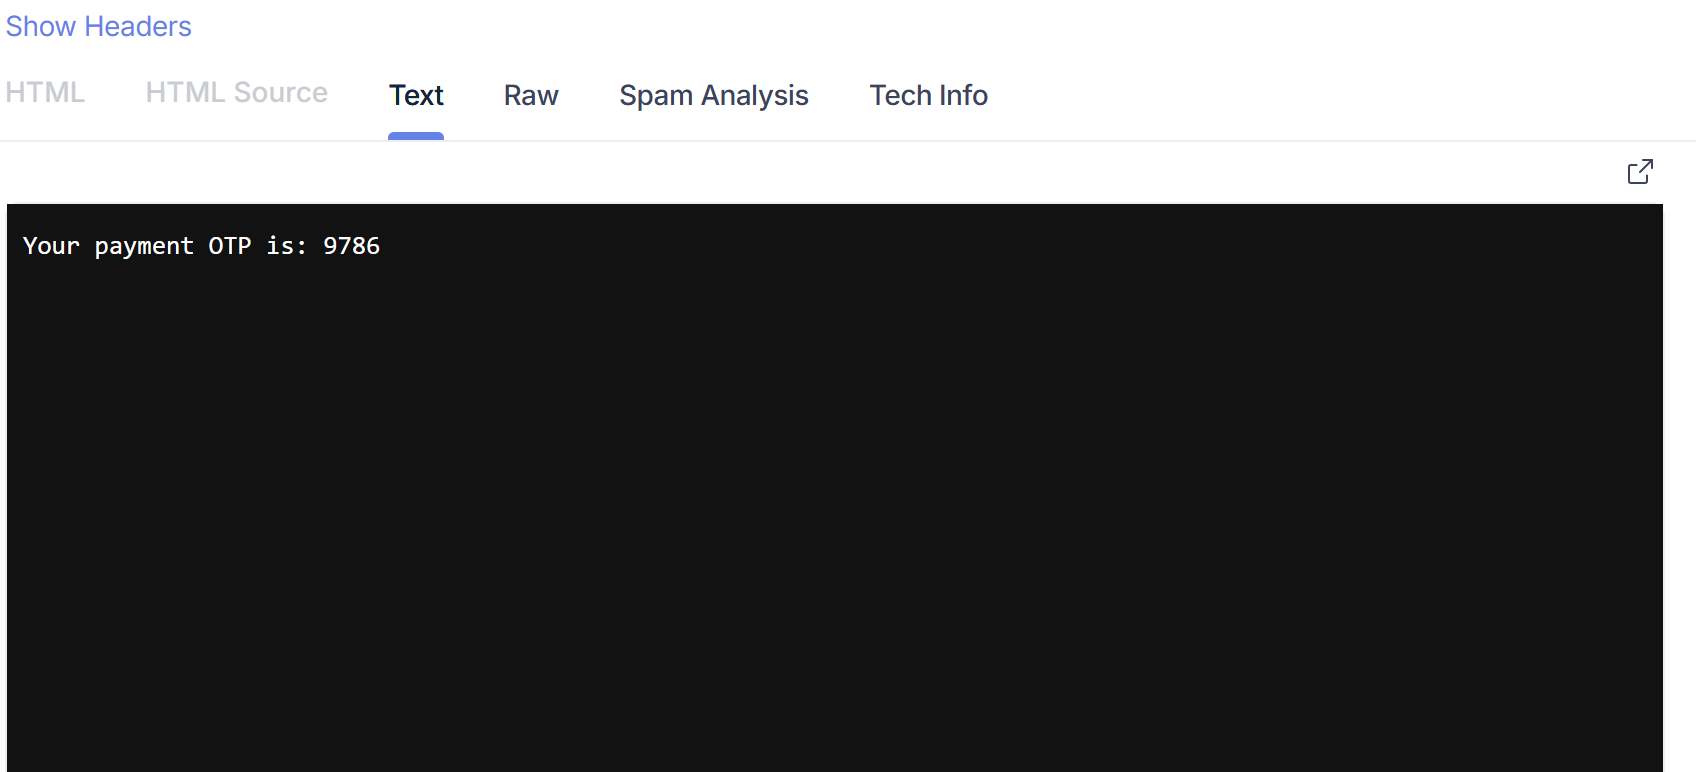 Show Headers
HTML HTML Source Text Raw Spam Analysis Tech Info
Your payment OTP is: 9786